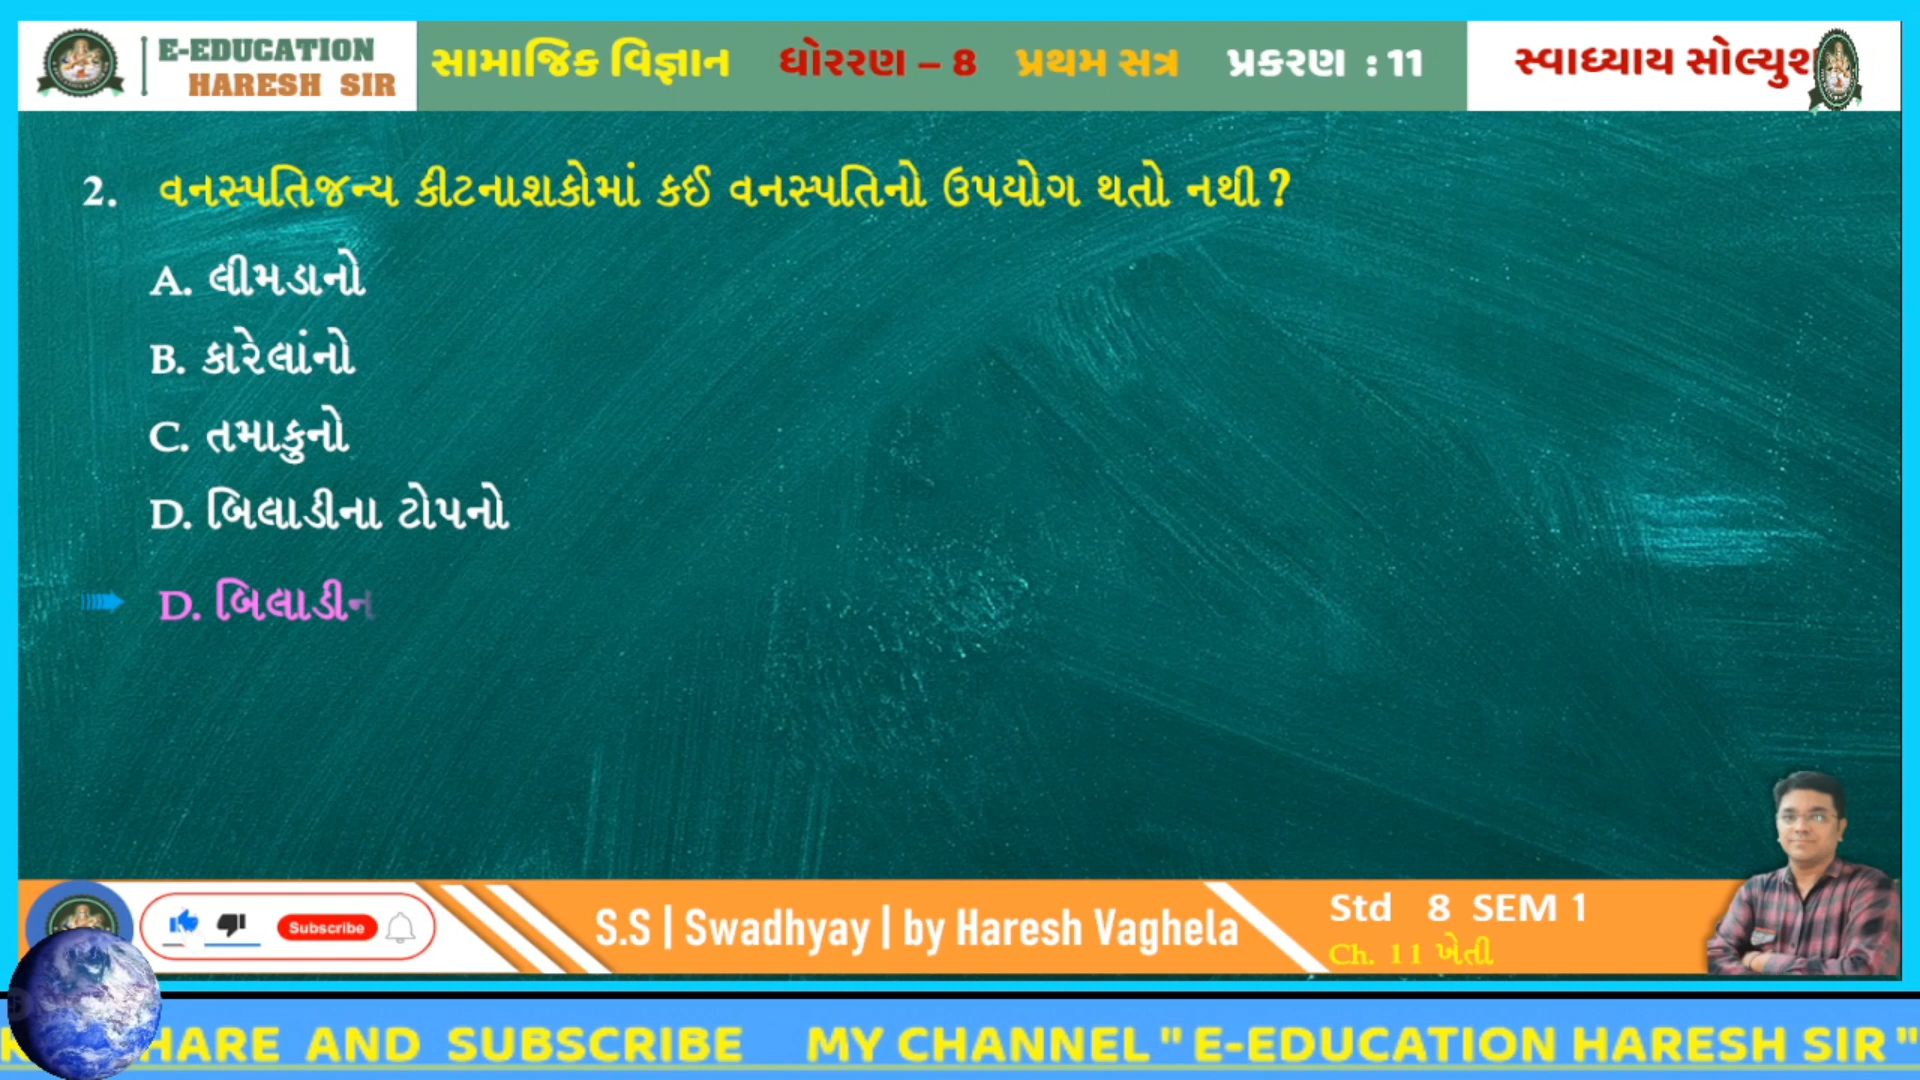 E-EDUCATION
HARESH SIR
સામાજિક વિજ્ઞાન ધોરરણ – 8 પ્રથમ સત્ર પ્રકરણ : 11
સ્વાધ્યાય
2. વનસ્પતિજન્ય કીટનાશકોમાં કઈ વનસ્પતિનો ઉપયોગ થતો નથી ?
A. લીમડાનો
B. કારેલાંનો
C. તમાકુનો
D. બિલાડીના ટોપનો
D. બિલાડીન
Subscribe
S.S | Swadhyay | by Haresh Vaghela
Std 8 SEM 1
Ch. 11 ખેતી
HARE AND SUBSCRIBE MY CHANNEL " E-EDUCATION HARESH SIR "